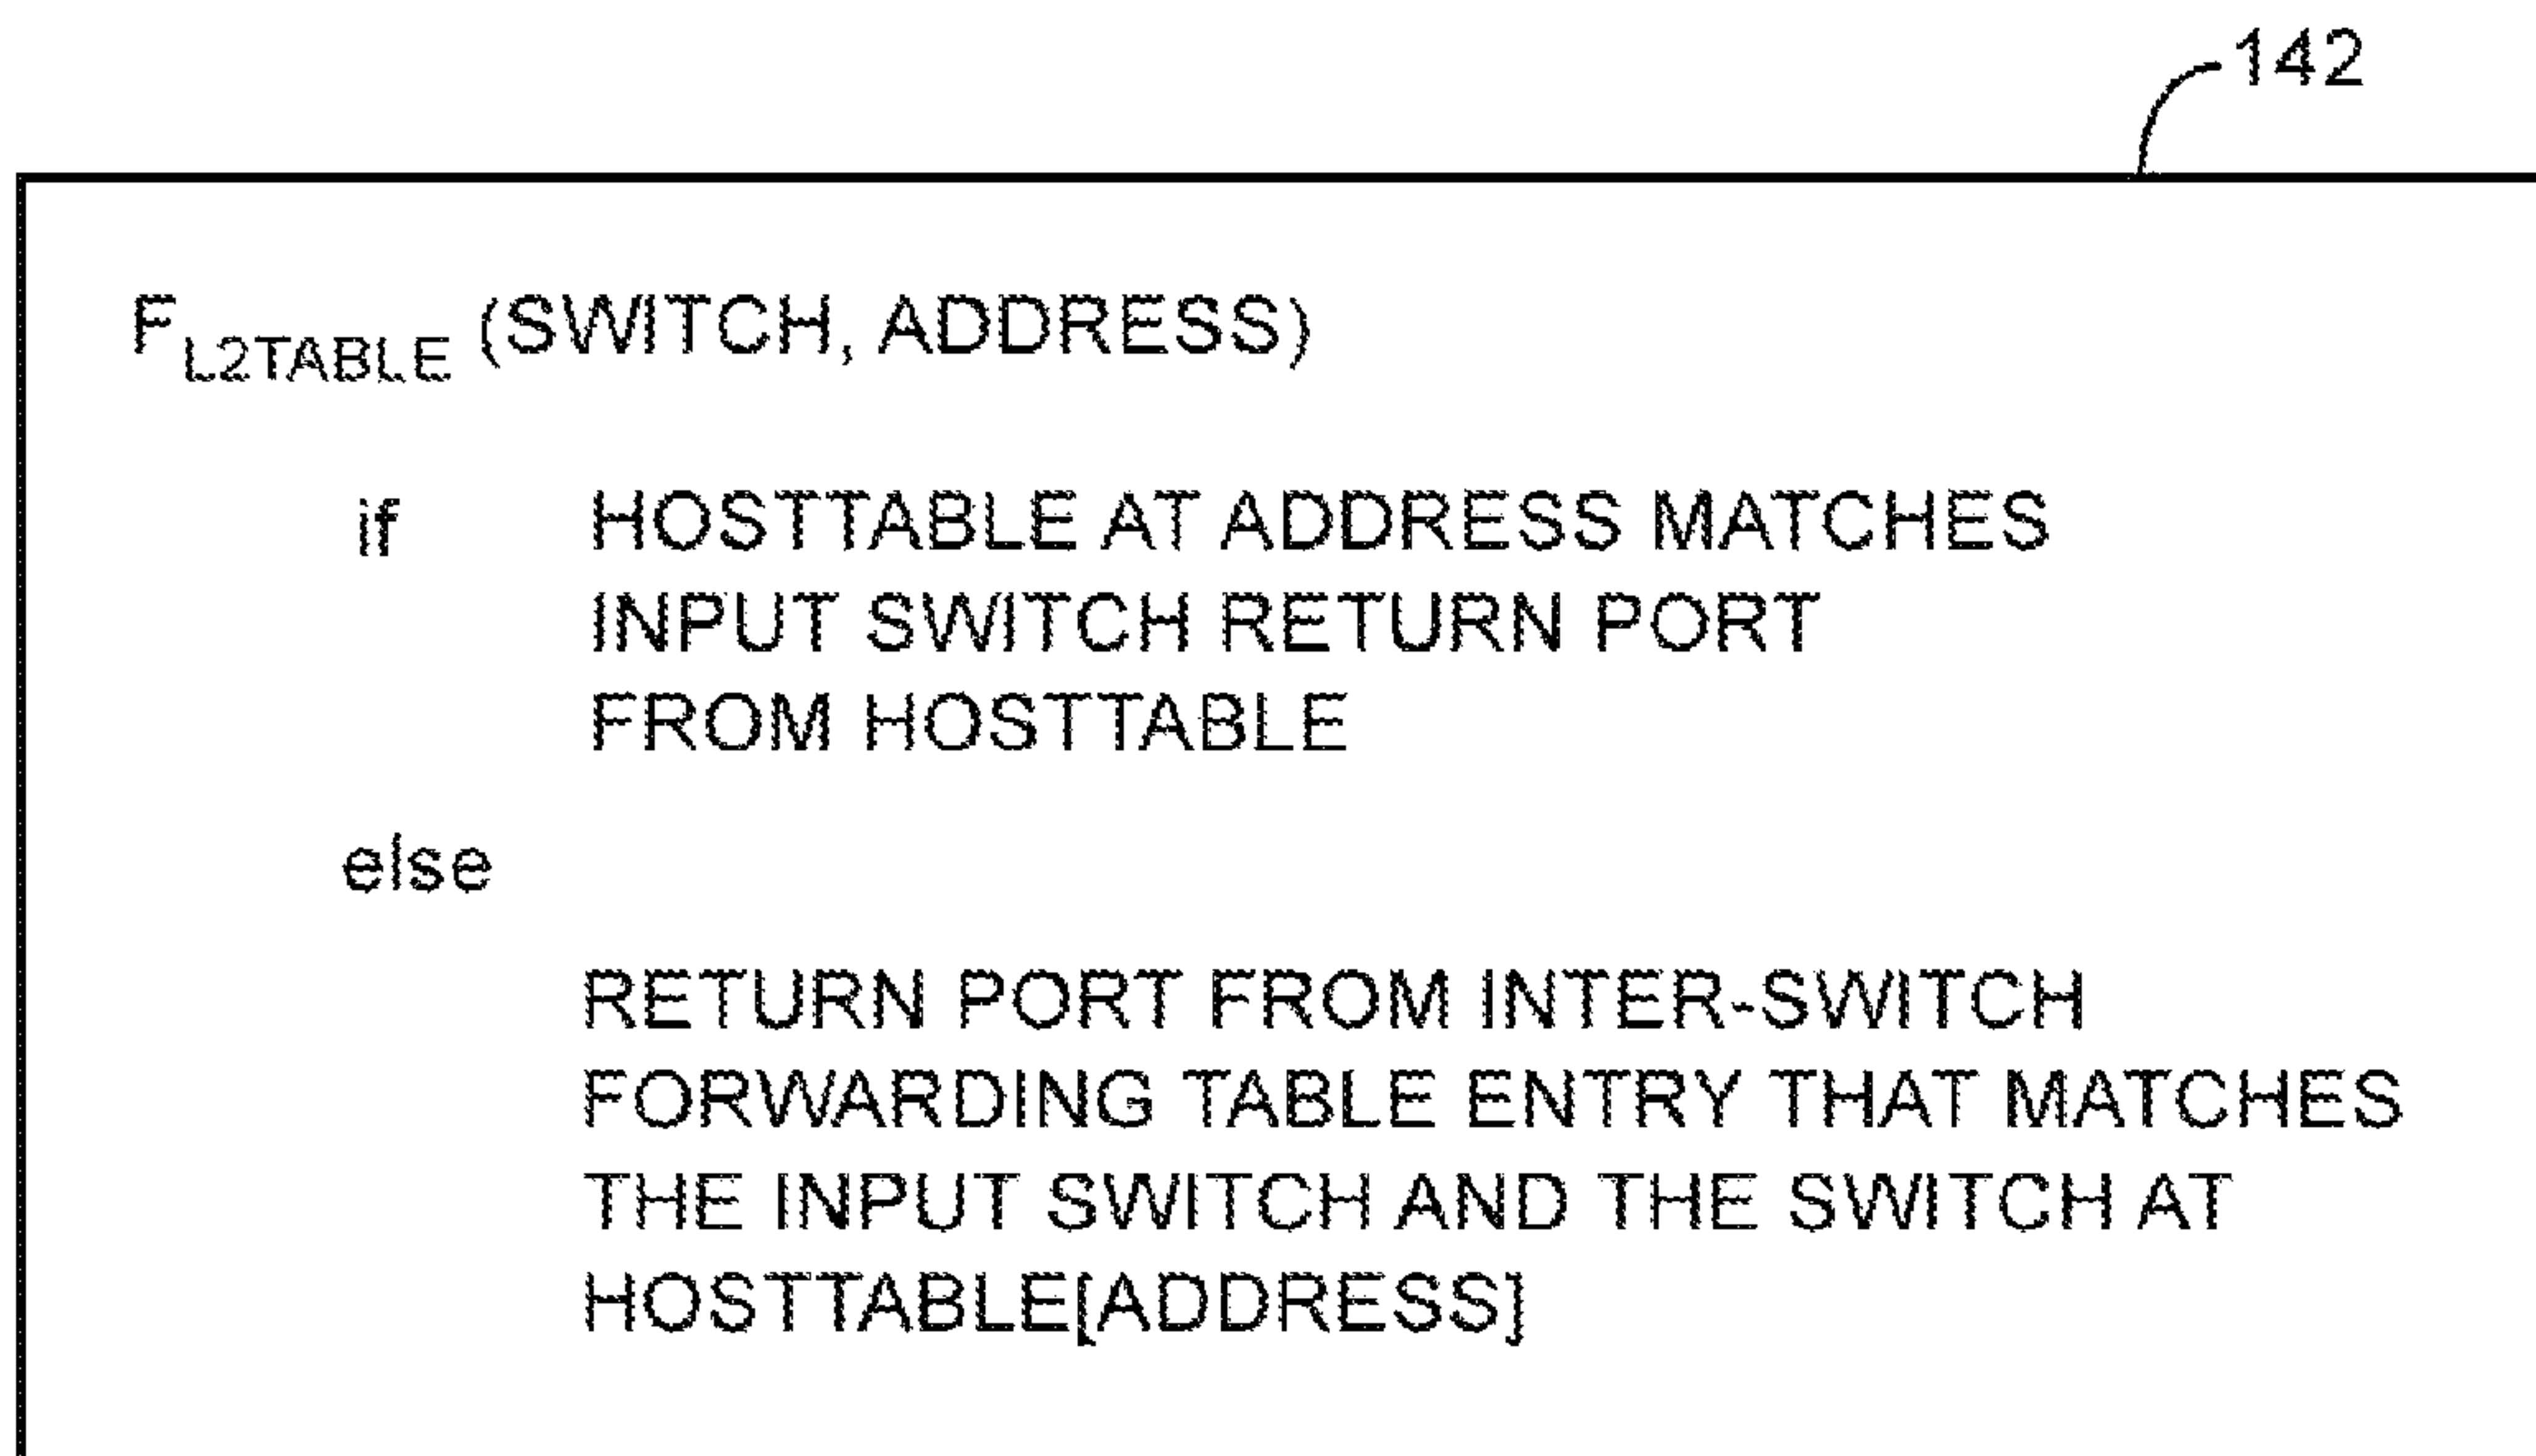 142
F L2TABLE (SWITCH, ADDRESS)
if HOSTTABLE AT ADDRESS MATCHES
INPUT SWITCH RETURN PORT
FROM HOSTTABLE
else
RETURN PORT FROM INTER-SWITCH
FORWARDING TABLE ENTRY THAT MATCHES
THE INPUT SWITCH AND THE SWITCH AT
HOSTTABLE[ADDRESS]